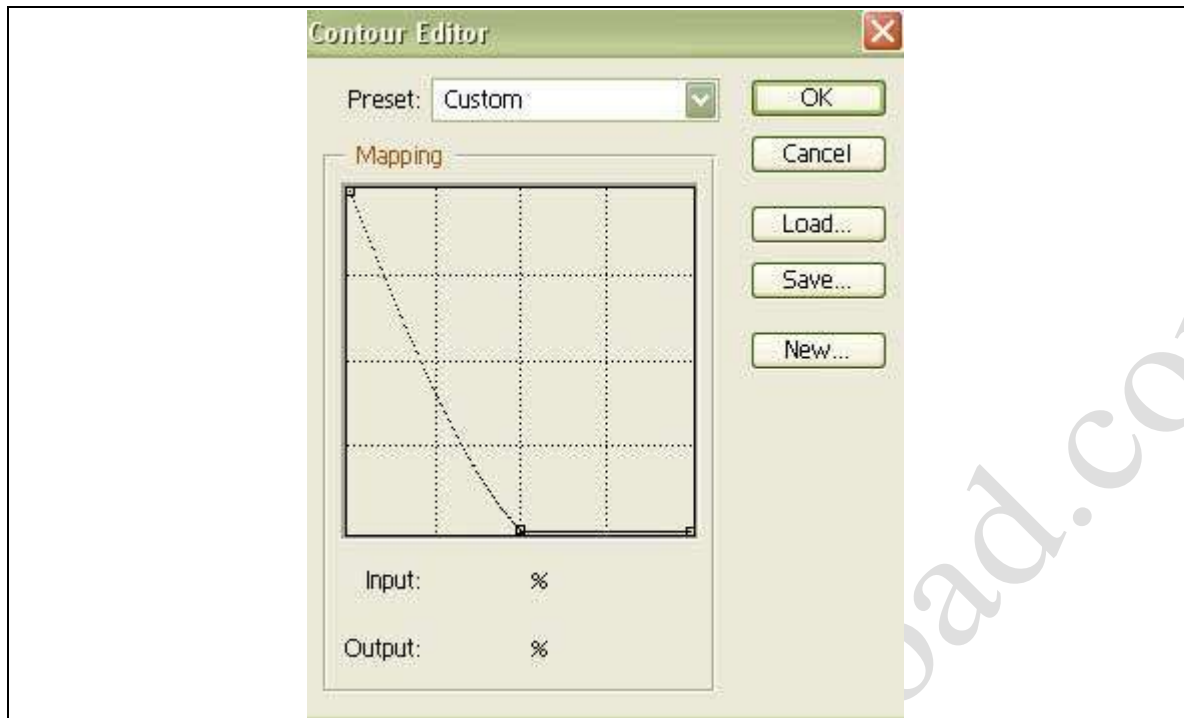 Contour Editor
Preset: Custom
OK
Cancel
Mapping
Load...
Save...
New...
Input: %
Output: %